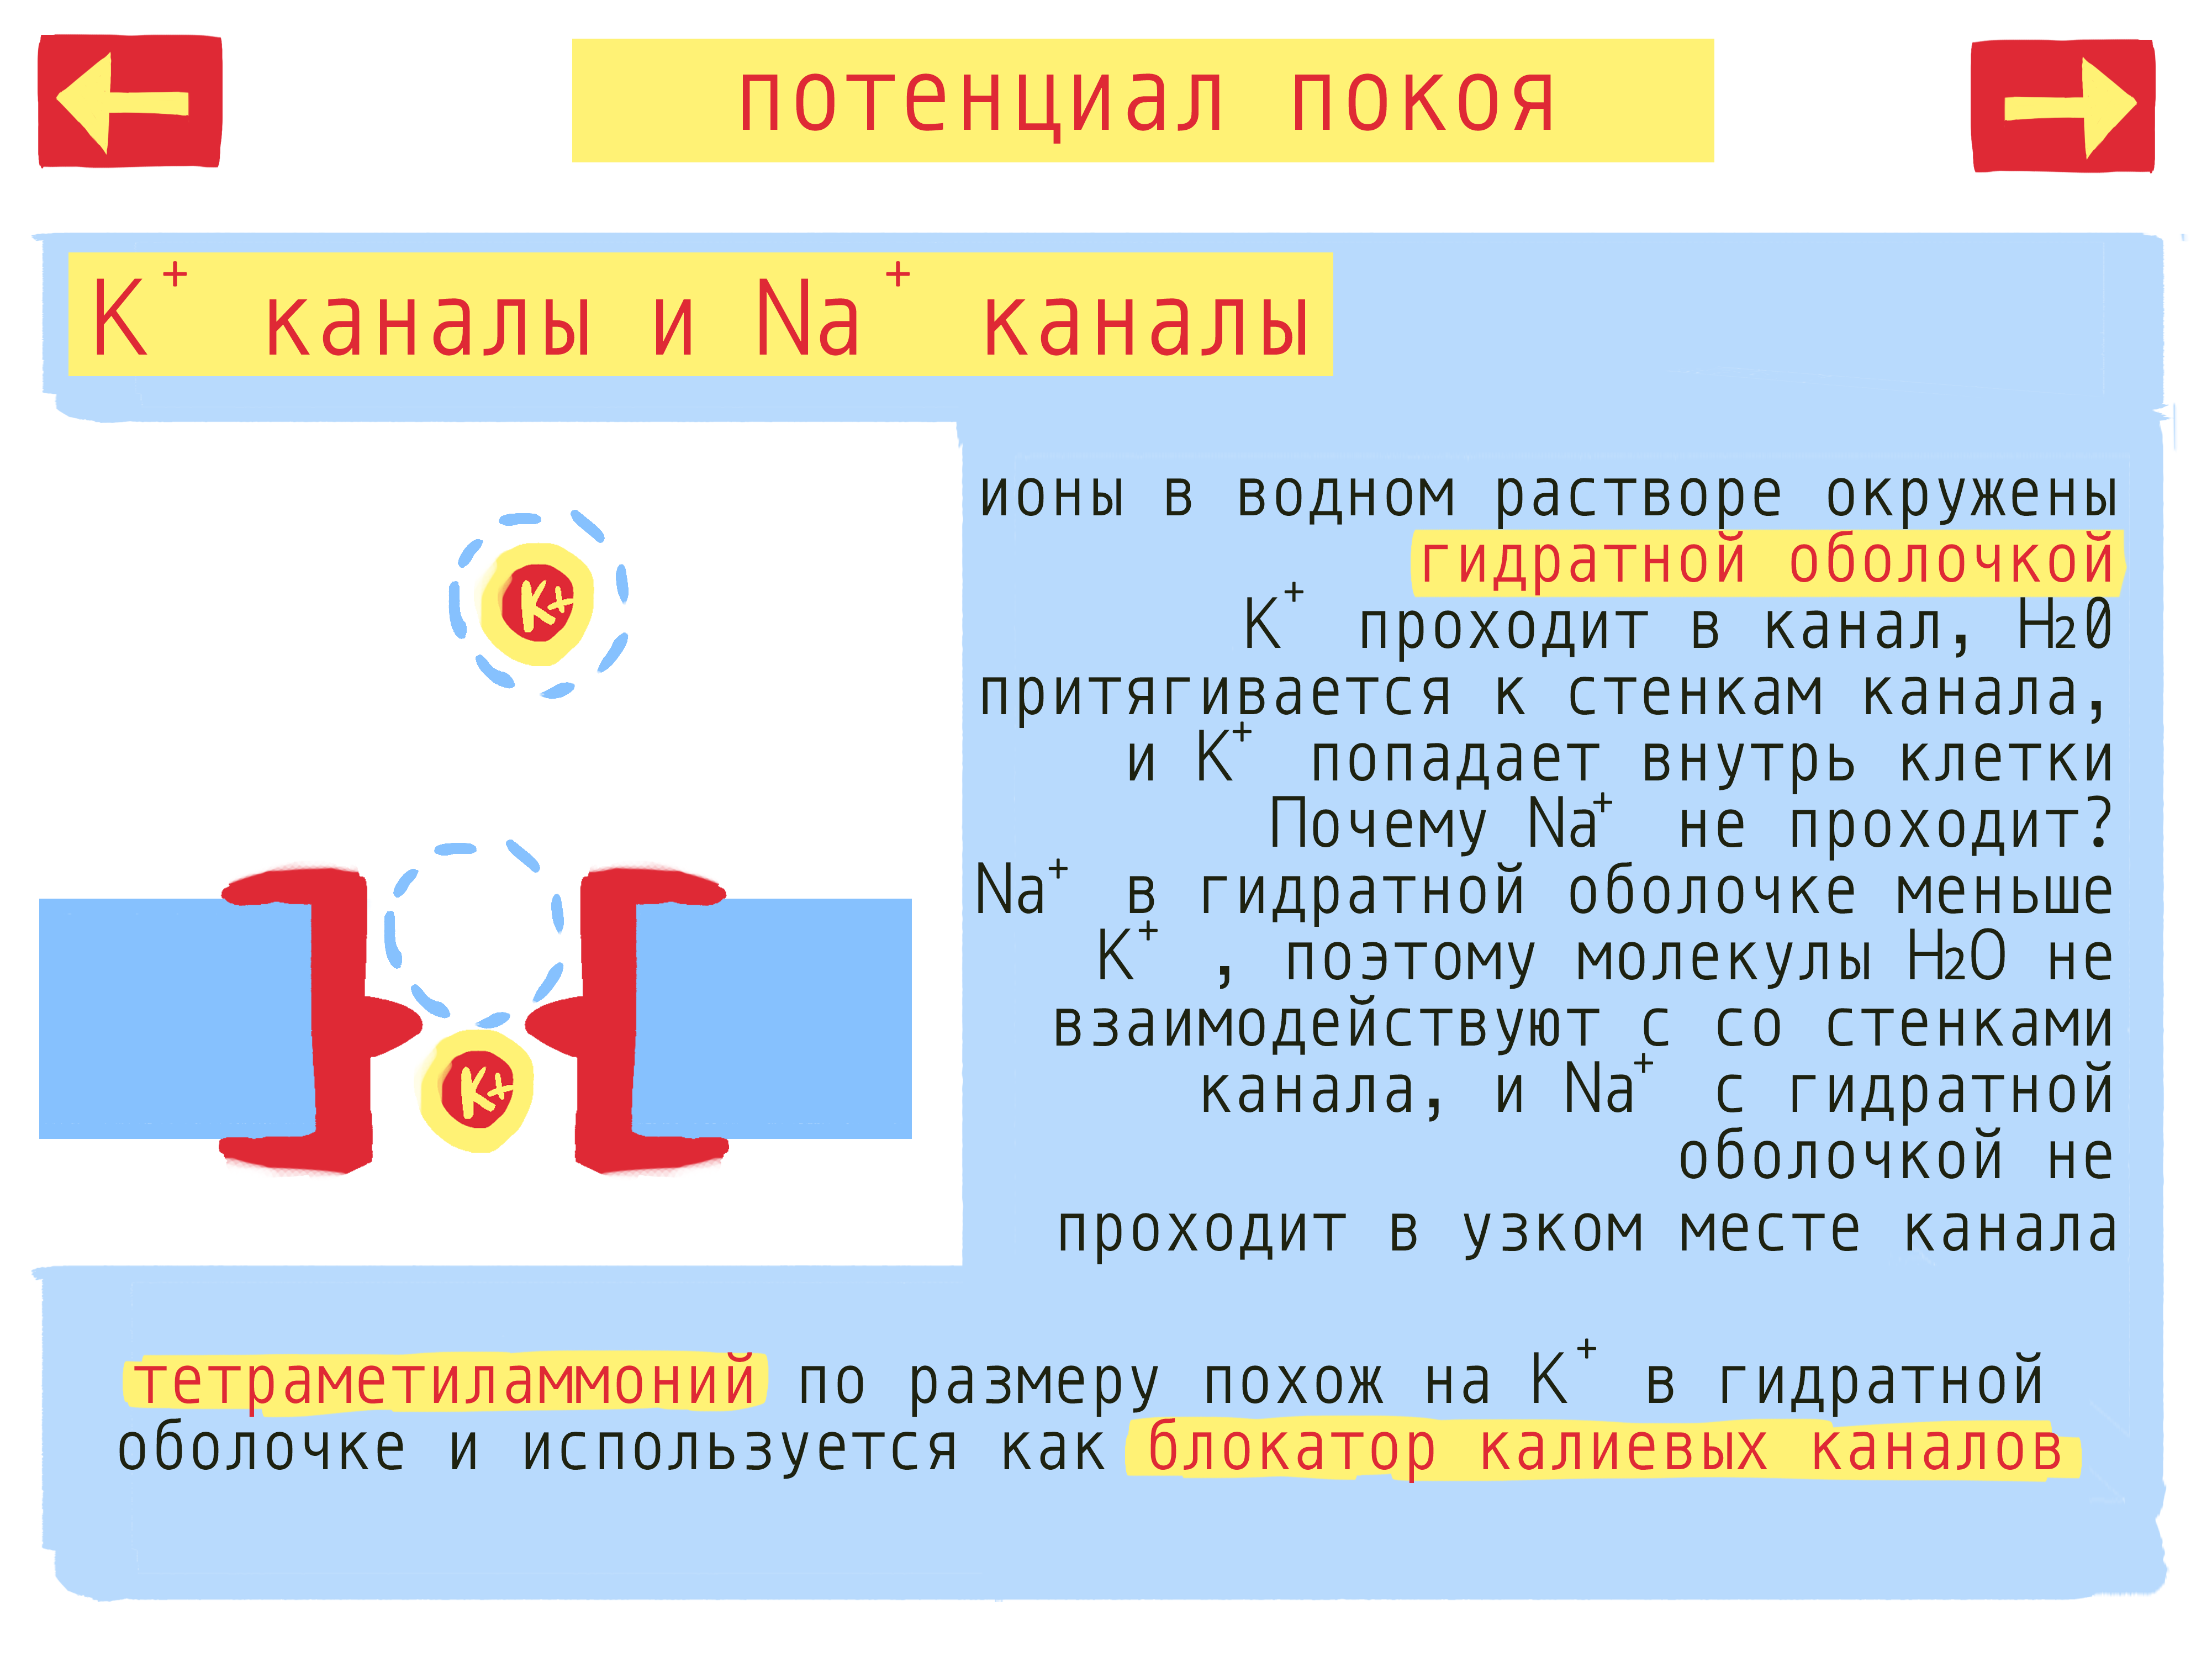 потенциал покоя
K⁺ каналы и Na⁺ каналы
ионы в водном растворе окружены
гидратной оболочкой
K⁺ проходит в канал, H₂0
притягивается к стенкам канала,
и K⁺ попадает внутрь клетки
Почему Na⁺ не проходит?
Na⁺ в гидратной оболочке меньше
K⁺ , поэтому молекулы H₂O не
взаимодействуют с со стенками
канала, и Na⁺ с гидратной
оболочкой не
проходит в узком месте канала
K+
K+
тетраметиламмоний по размеру похож на K⁺ в гидратной
оболочке и используется как блокатор калиевых каналов